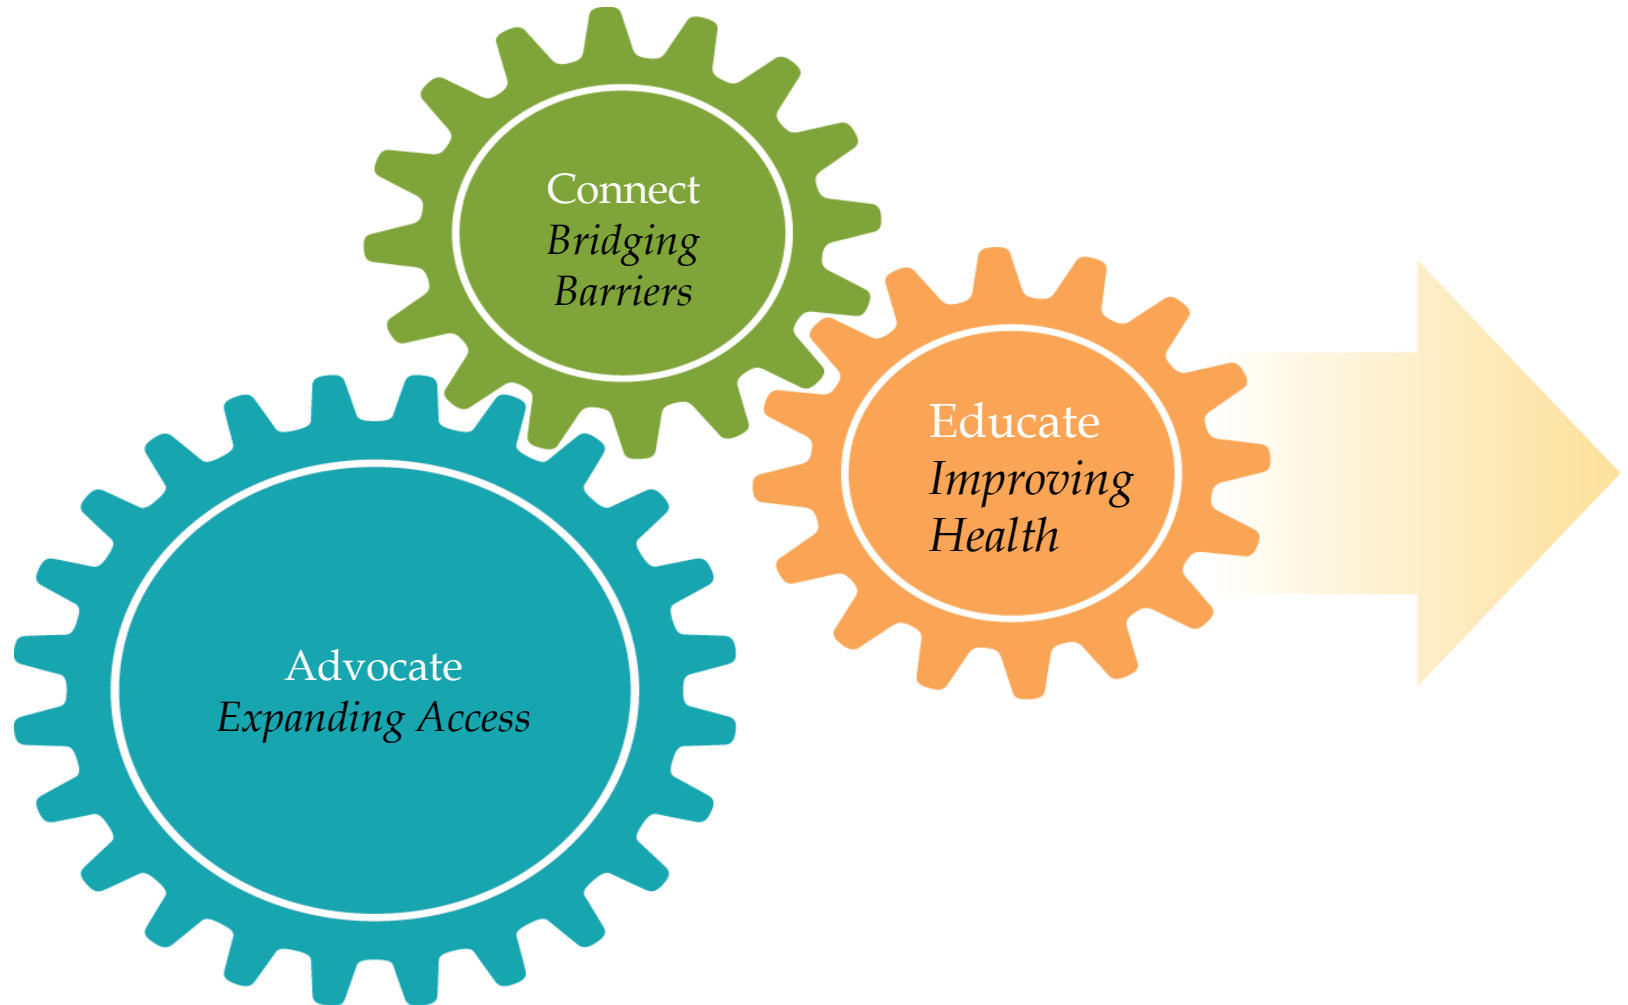 Connect
Bridging
Barriers
Educate
Improving
Health
Advocate
Expanding Access